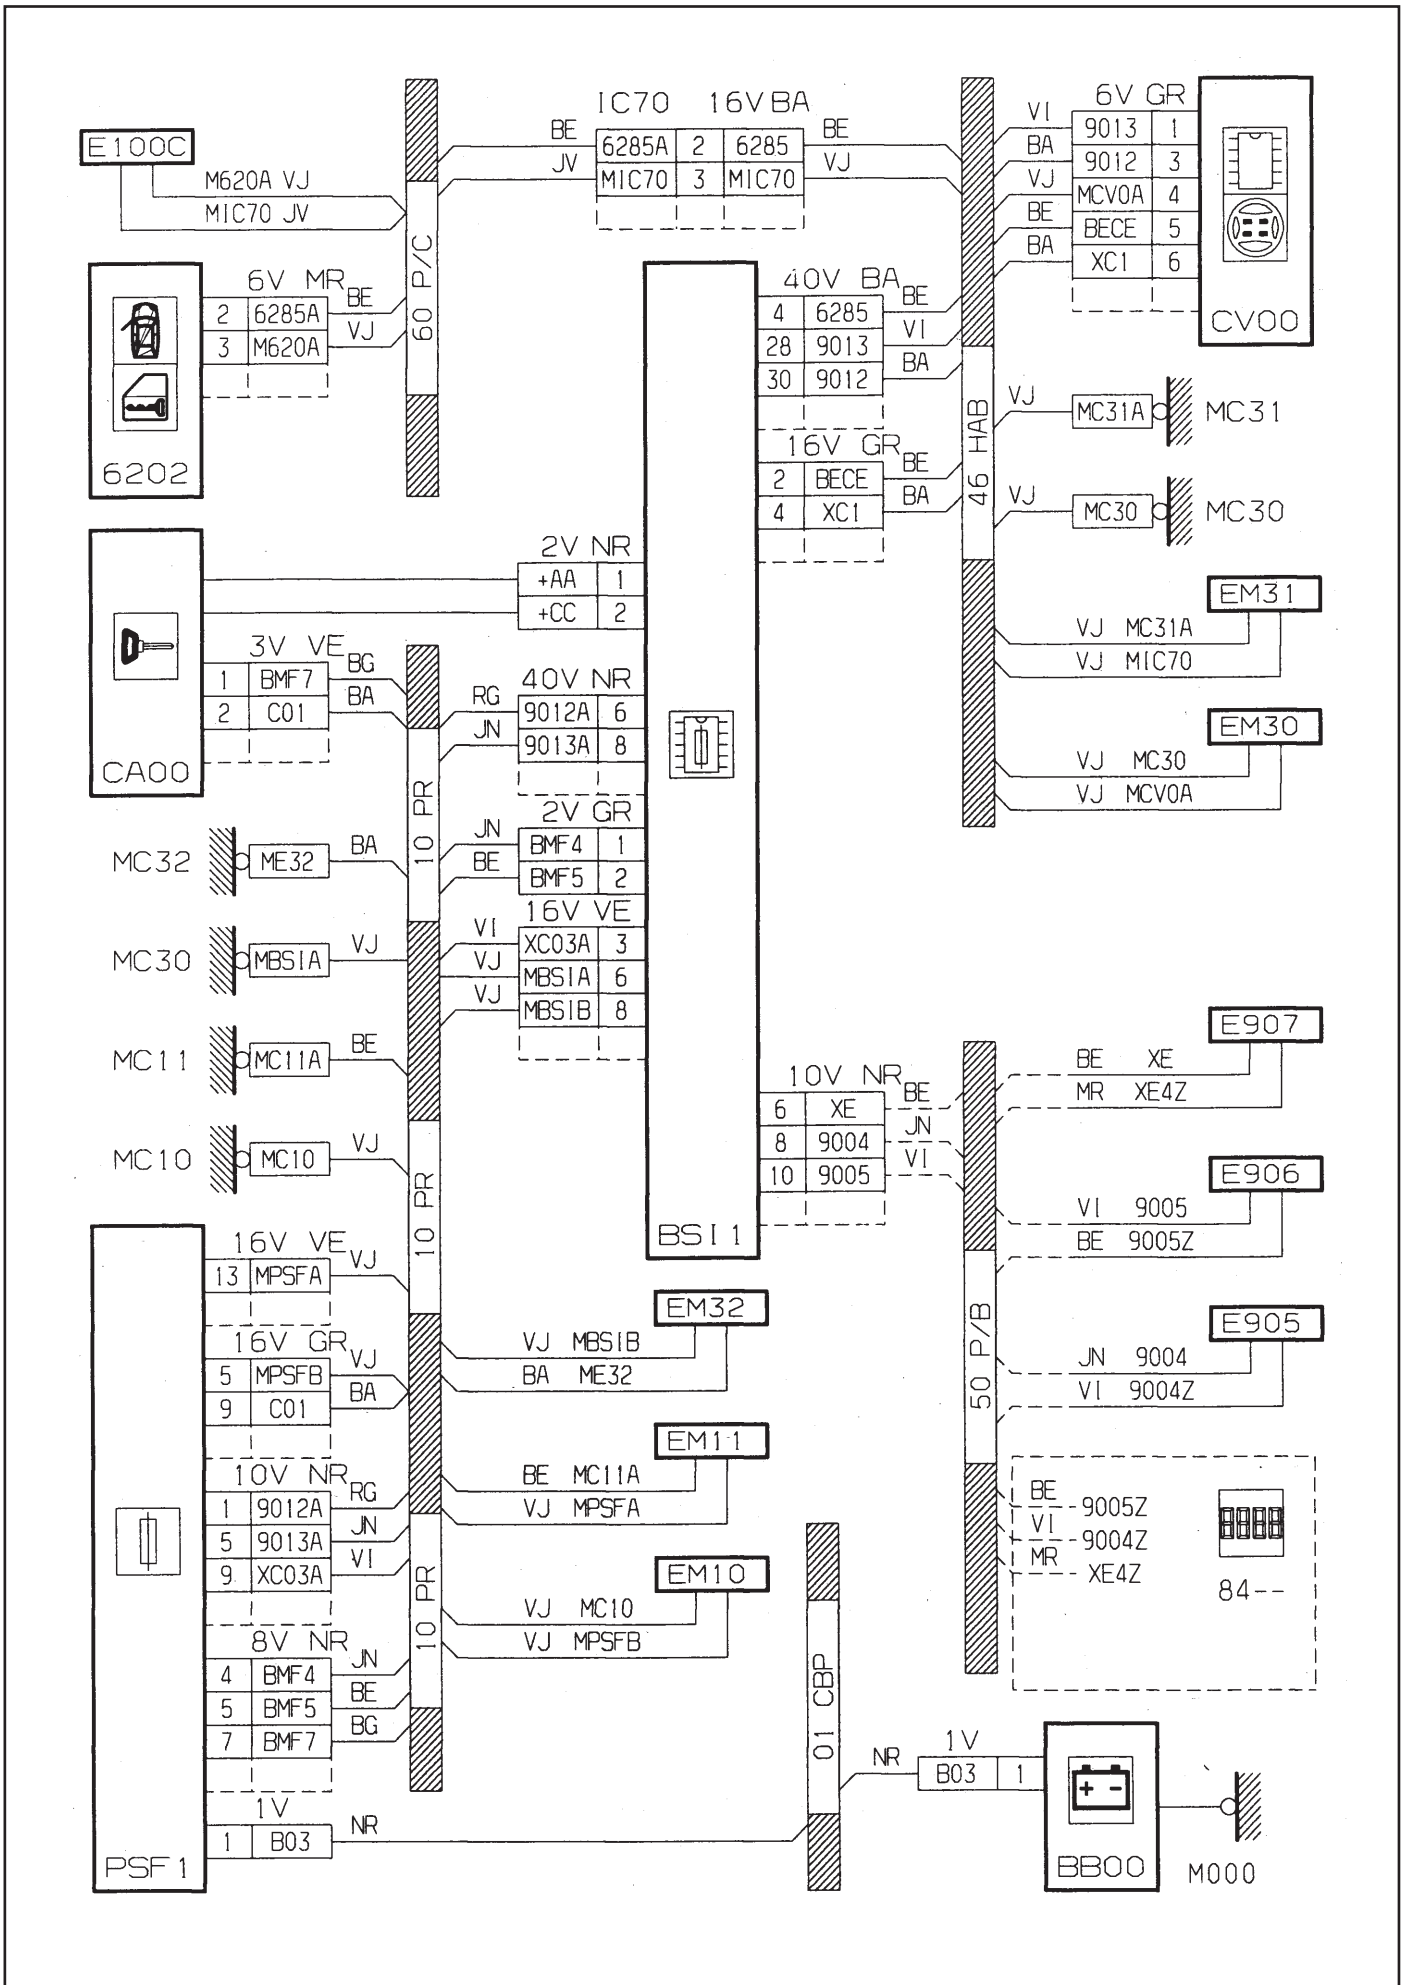 E100C
M620A VJ
MIC70 JV
6V MR
2 6285A BE
3 M620A VJ
6202
60 P/C
IC70 16V BA
BE 6285A 2 6285 BE
JV MIC70 3 MIC70 VJ
6V GR
VI 9013 1
BA 9012 3
VJ MCV0A 4
BE BECE 5
BA XC1 6
CV00
40V BA
4 6285 BE
28 9013 VI
30 9012 BA
16V GR
2 BECE BE
4 XC1 BA
46 HAB
VJ MC31A MC31
VJ MC30 MC30
EM31
VJ MC31A
VJ MIC70
EM30
VJ MC30
VJ MCV0A
2V NR
+AA 1
+CC 2
3V VE
1 BMF7 BG
2 C01 BA
CA00
40V NR
RG 9012A 6
JN 9013A 8
2V GR
JN BMF4 1
BE BMF5 2
16V VE
VI XC03A 3
VJ MBSIA 6
VJ MBSIB 8
10 PR
MC32 ME32 BA
MC30 MBSIA VJ
MC11 MC11A BE
MC10 MC10 VJ
10 PR
10V NR
6 XE BE
8 9004 JN
10 9005 VI
BSI1
E907
BE XE
MR XE4Z
E906
VI 9005
BE 9005Z
E905
JN 9004
VI 9004Z
50 P/B
BE 9005Z
VI 9004Z
MR XE4Z
84--
16V VE
13 MPSFA VJ
16V GR
5 MPSFB VJ
9 C01 BA
10V NR
1 9012A RG
5 9013A JN
9 XC03A VI
8V NR
4 BMF4 JN
5 BMF5 BE
7 BMF7 BG
1V
1 B03 NR
PSF1
10 PR
EM32
VJ MBSIB
BA ME32
EM11
BE MC11A
VJ MPSFA
EM10
VJ MC10
VJ MPSFB
01 CBP
1V
NR B03 1
BB00
M000